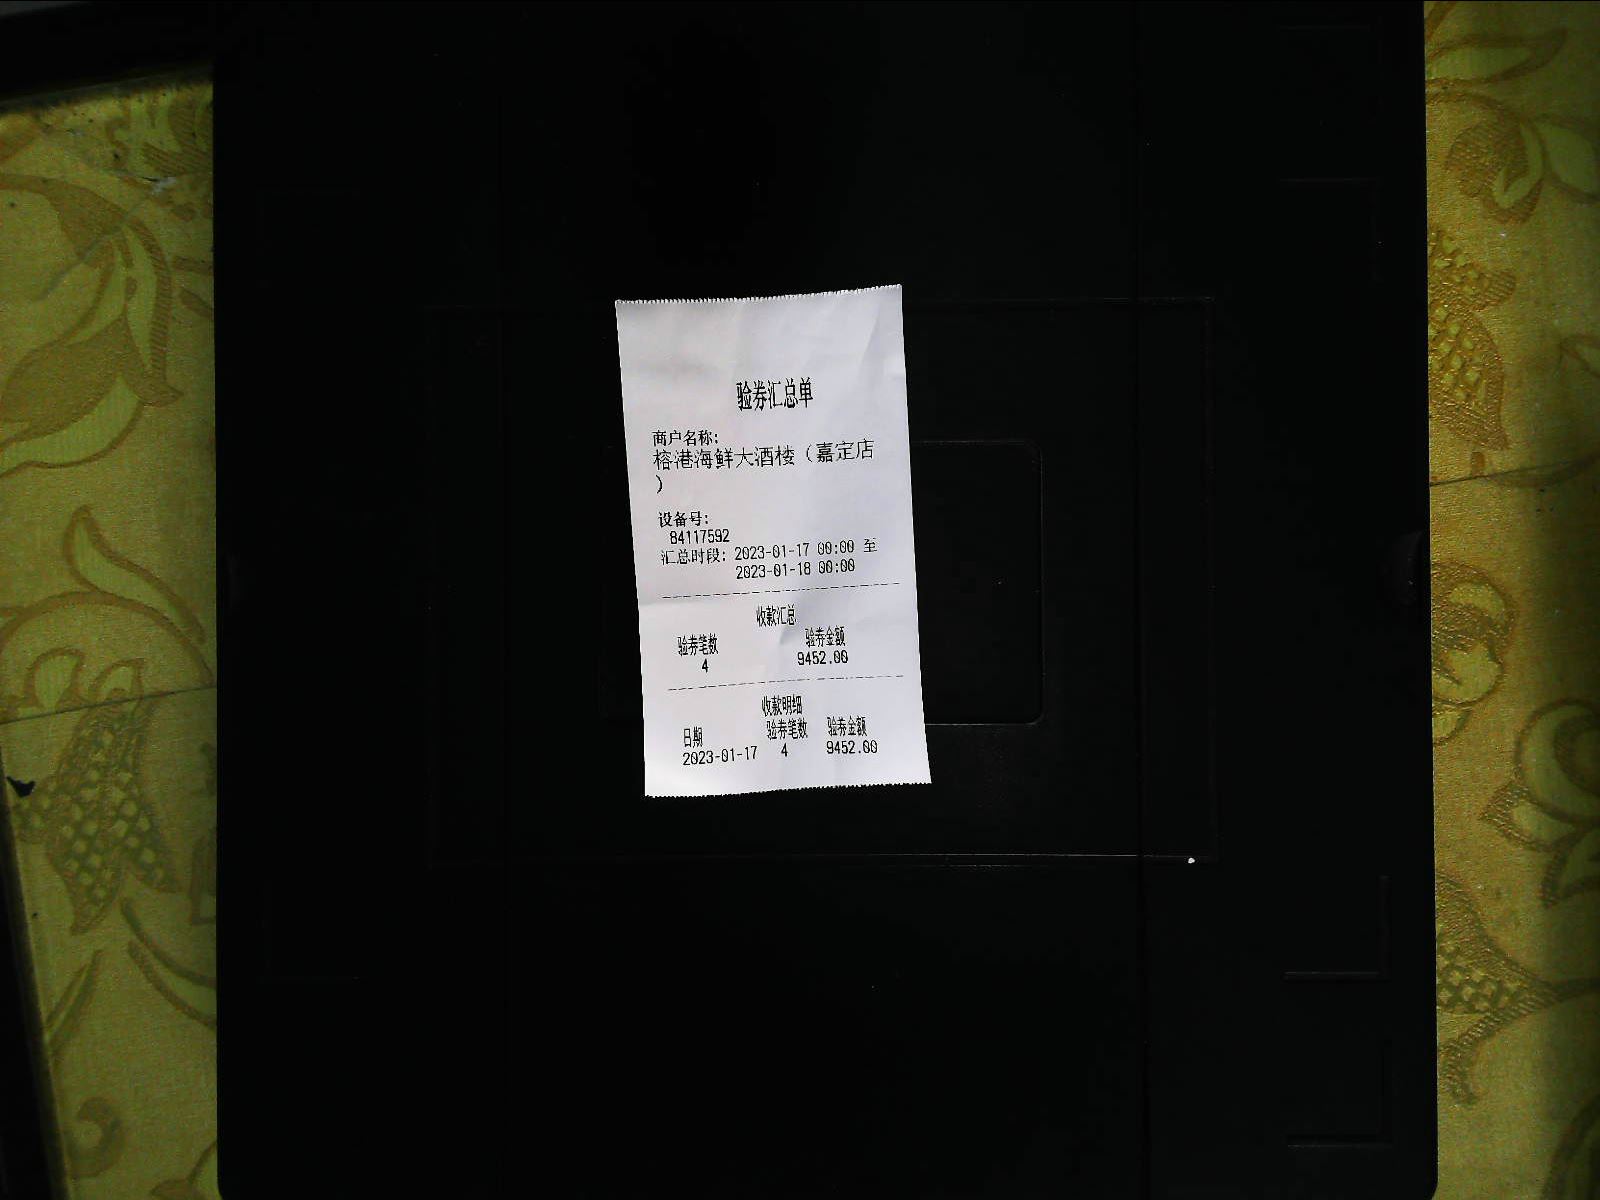 验券汇总单
商户名称:
榕港海鲜大酒楼（嘉定店
）
设备号:
84117592
汇总时段: 2023-01-17 00:00 至
2023-01-18 00:00
收款汇总
验券笔数 验券金额
4 9452.00
收款明细
日期 验券笔数 验券金额
2023-01-17 4 9452.00